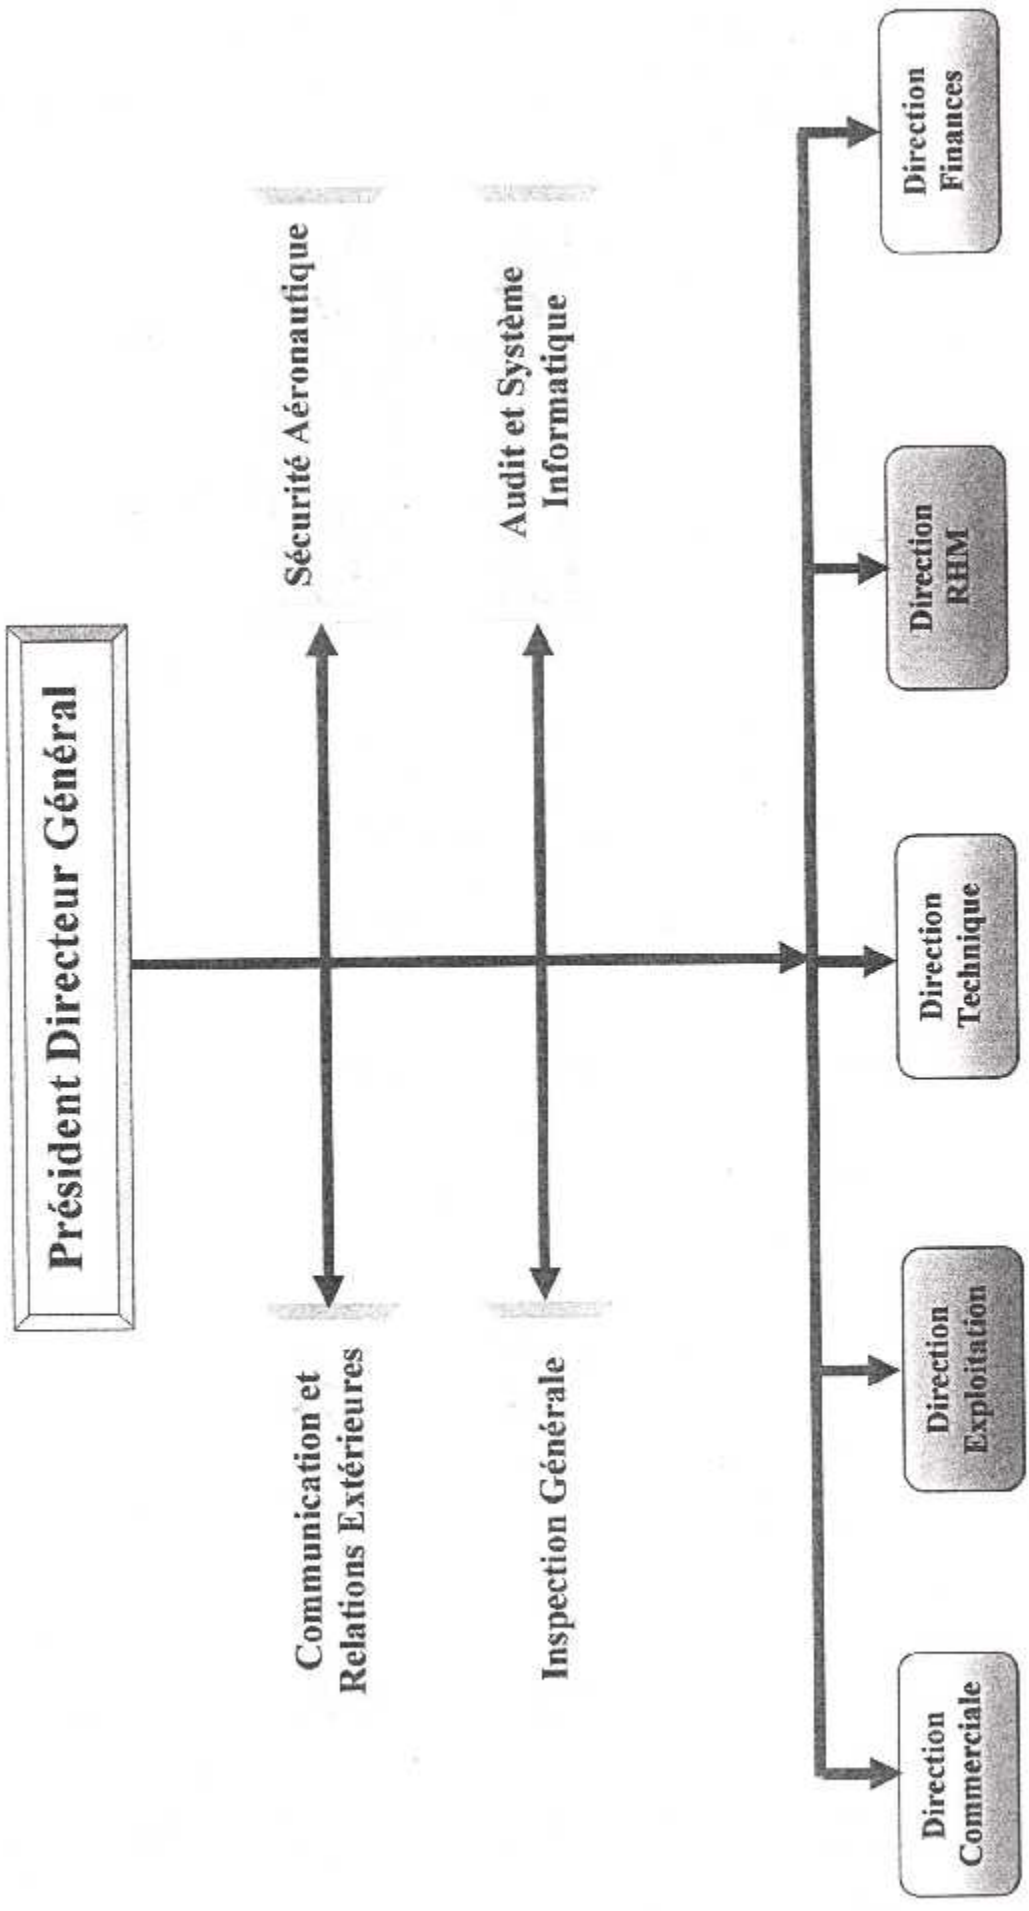 Président Directeur Général
Communication et
Relations Extérieures
Sécurité Aéronautique
Inspection Générale
Audit et Système
Informatique
Direction
Commerciale
Direction
Exploitation
Direction
Technique
Direction
RHM
Direction
Finances